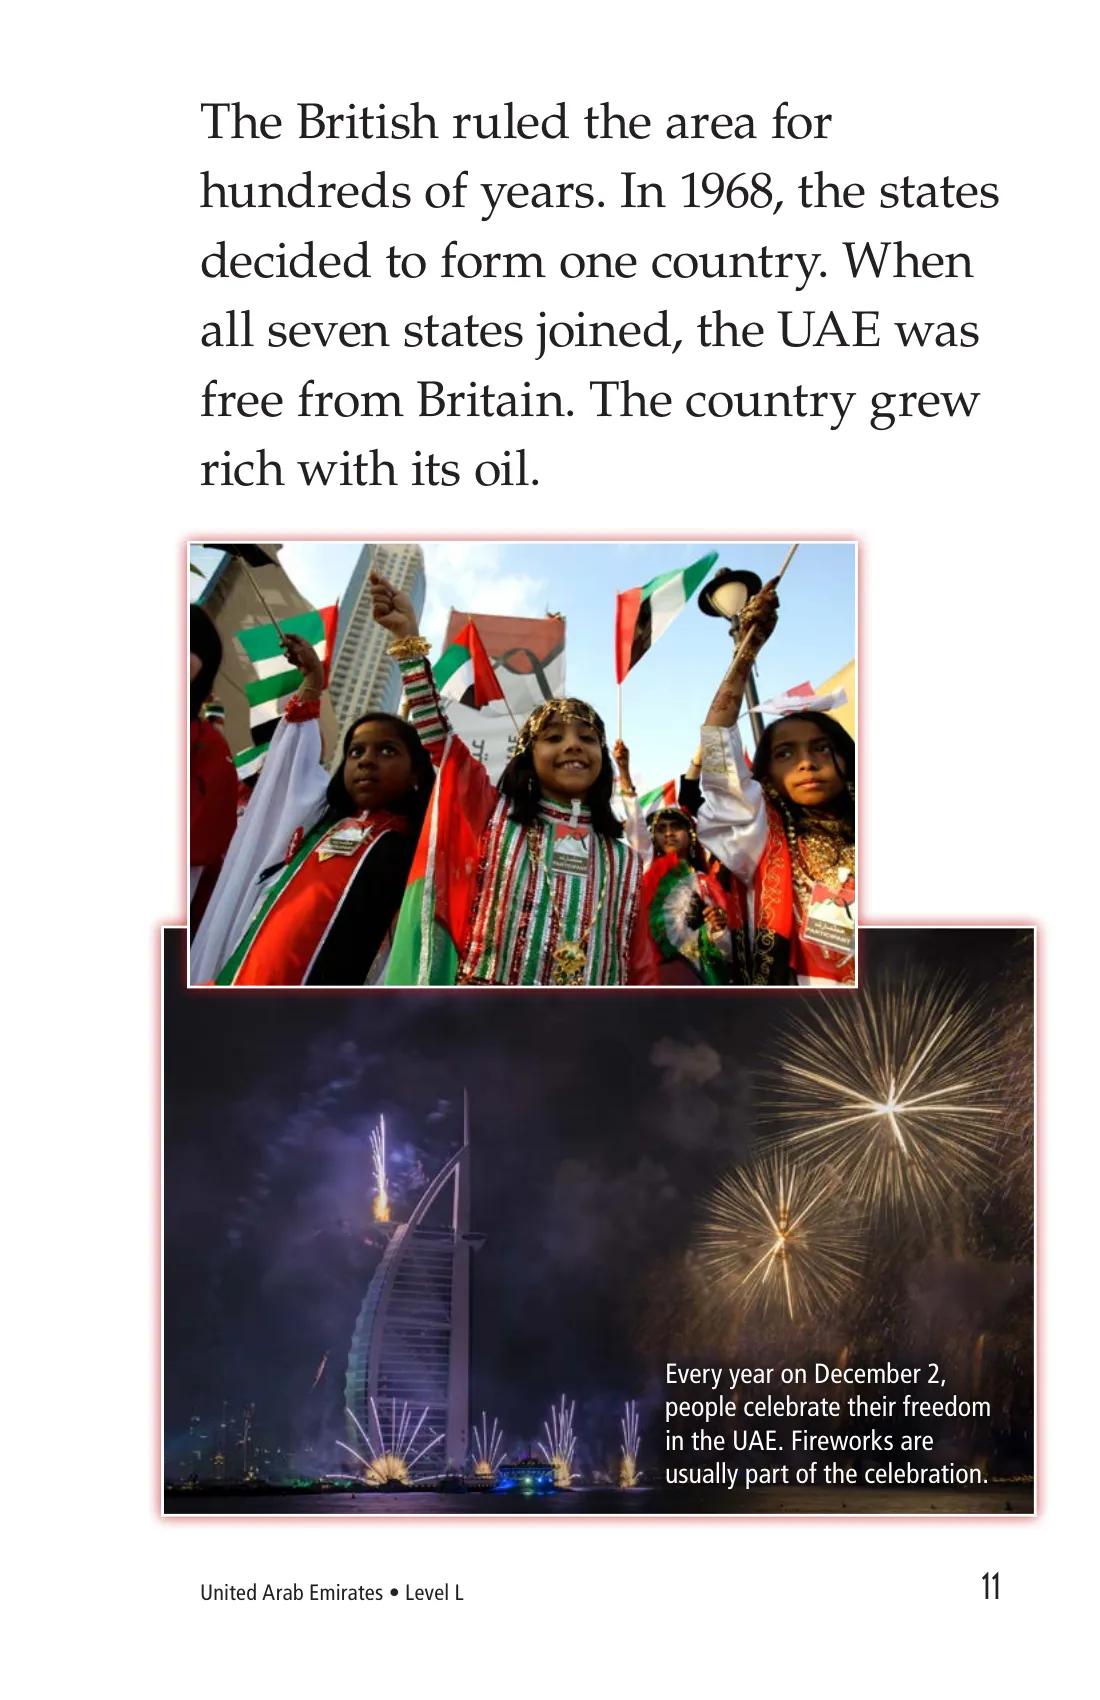 The British ruled the area for
hundreds of years. In 1968, the states
decided to form one country. When
all seven states joined, the UAE was
free from Britain. The country grew
rich with its oil.
PARTICIPANT
PARTICIPANT
Every year on December 2,
people celebrate their freedom
in the UAE. Fireworks are
usually part of the celebration.
United Arab Emirates • Level L
11